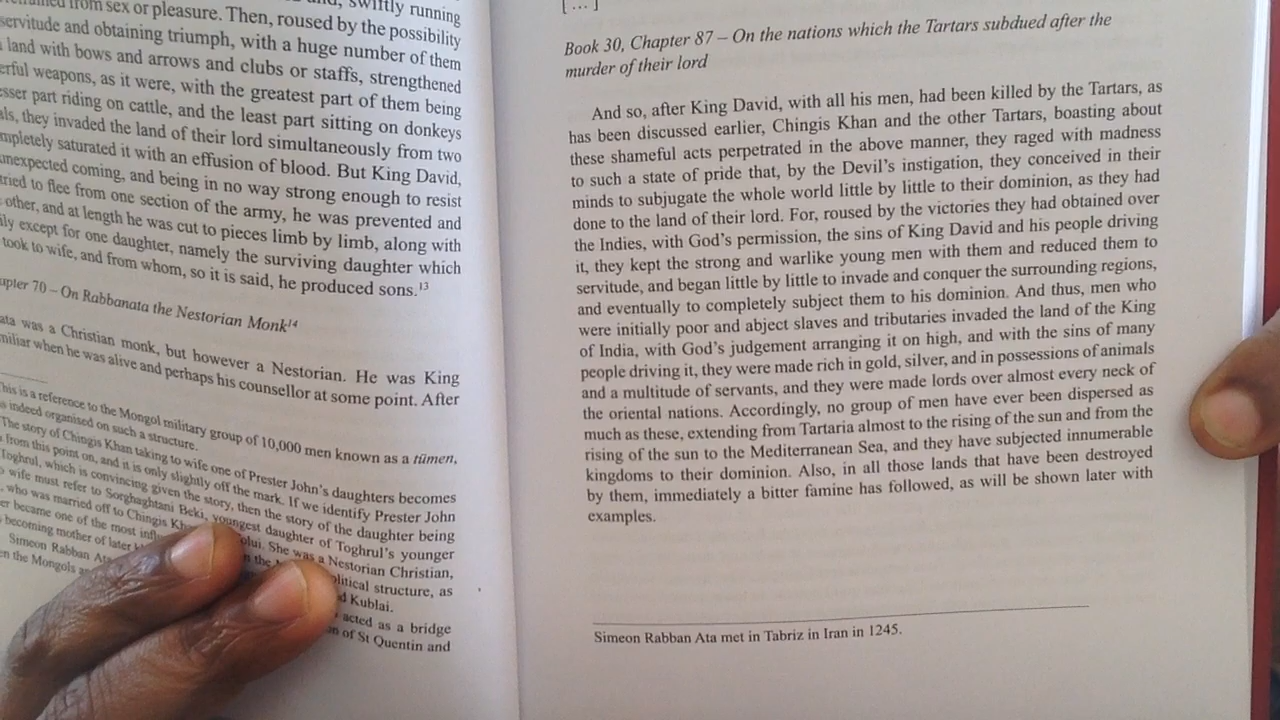 swiftly running
from sex or pleasure. Then, roused by the possibility
servitude and obtaining triumph, with a huge number of them
land with bows and arrows and clubs or staffs, strengthened
weapons, as it were, with the greatest part of them being
part riding on cattle, and the least part sitting on donkeys
they invaded the land of their lord simultaneously from two
saturated it with an effusion of blood. But King David,
unexpected coming, and being in no way strong enough to resist
tried to flee from one section of the army, he was prevented and
other, and at length he was cut to pieces limb by limb, along with
except for one daughter, namely the surviving daughter which
took to wife, and from whom, so it is said, he produced sons.¹³
70 – On Rabbanata the Nestorian Monk¹⁴
was a Christian monk, but however a Nestorian. He was King
when he was alive and perhaps his counsellor at some point. After
This is a reference to the Mongol military group of 10,000 men known as a tümen,
indeed organised on such a structure.
The story of Chingis Khan taking to wife one of Prester John's daughters becomes
from this point on, and it is only slightly off the mark. If we identify Prester John
Toghrul, which is convincing given the story, then the story of the daughter being
wife must refer to Sorghaghtani Beki, youngest daughter of Toghrul's younger
who was married off to Chingis She was a Nestorian Christian,
became one of the most political structure, as
becoming mother of later Kublai.
Simeon Rabban acted as a bridge
the Mongols of St Quentin and
[...]
Book 30, Chapter 87 – On the nations which the Tartars subdued after the
murder of their lord
And so, after King David, with all his men, had been killed by the Tartars, as
has been discussed earlier, Chingis Khan and the other Tartars, boasting about
these shameful acts perpetrated in the above manner, they raged with madness
to such a state of pride that, by the Devil's instigation, they conceived in their
minds to subjugate the whole world little by little to their dominion, as they had
done to the land of their lord. For, roused by the victories they had obtained over
the Indies, with God's permission, the sins of King David and his people driving
it, they kept the strong and warlike young men with them and reduced them to
servitude, and began little by little to invade and conquer the surrounding regions,
and eventually to completely subject them to his dominion. And thus, men who
were initially poor and abject slaves and tributaries invaded the land of the King
of India, with God's judgement arranging it on high, and with the sins of many
people driving it, they were made rich in gold, silver, and in possessions of animals
and a multitude of servants, and they were made lords over almost every neck of
the oriental nations. Accordingly, no group of men have ever been dispersed as
much as these, extending from Tartaria almost to the rising of the sun and from the
rising of the sun to the Mediterranean Sea, and they have subjected innumerable
kingdoms to their dominion. Also, in all those lands that have been destroyed
by them, immediately a bitter famine has followed, as will be shown later with
examples.
Simeon Rabban Ata met in Tabriz in Iran in 1245.